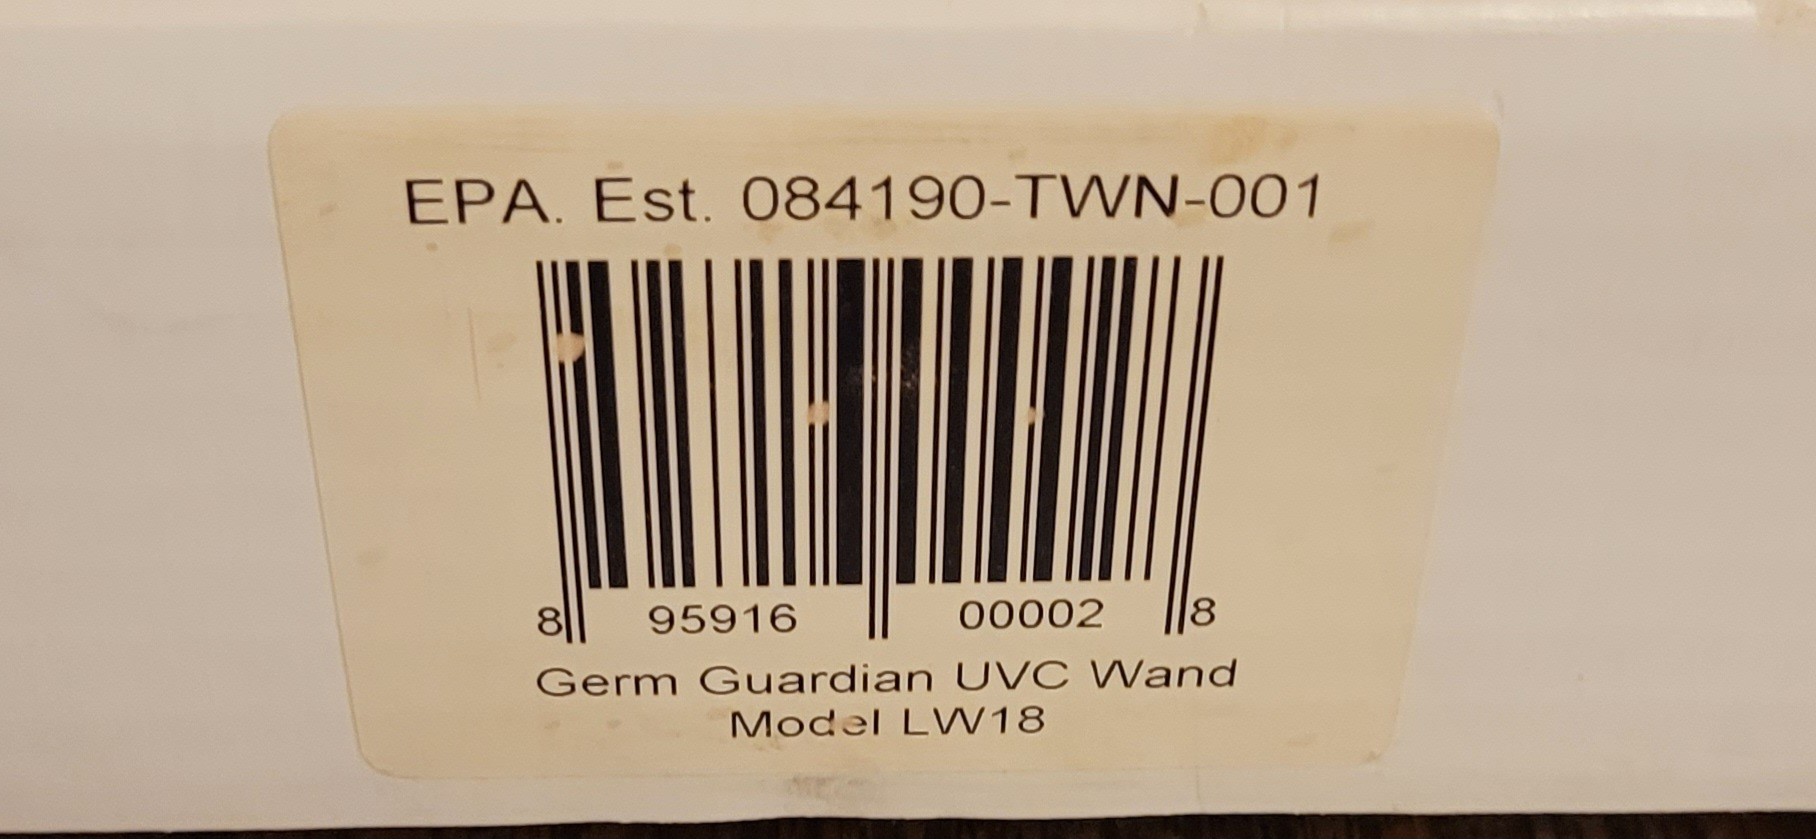 EPA. Est. 084190-TWN-001
8 95916 00002 8
Germ Guardian UVC Wand
Model LW18